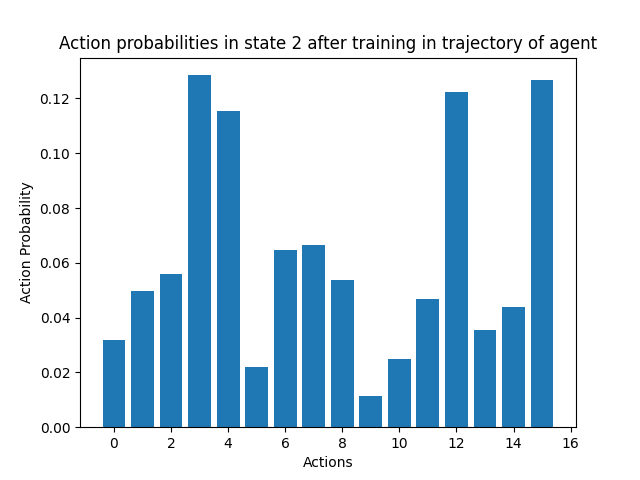 Action probabilities in state 2 after training in trajectory of agent
0.12
0.10
0.08
0.06
0.04
0.02
0.00
Action Probability
0 2 4 6 8 10 12 14 16
Actions